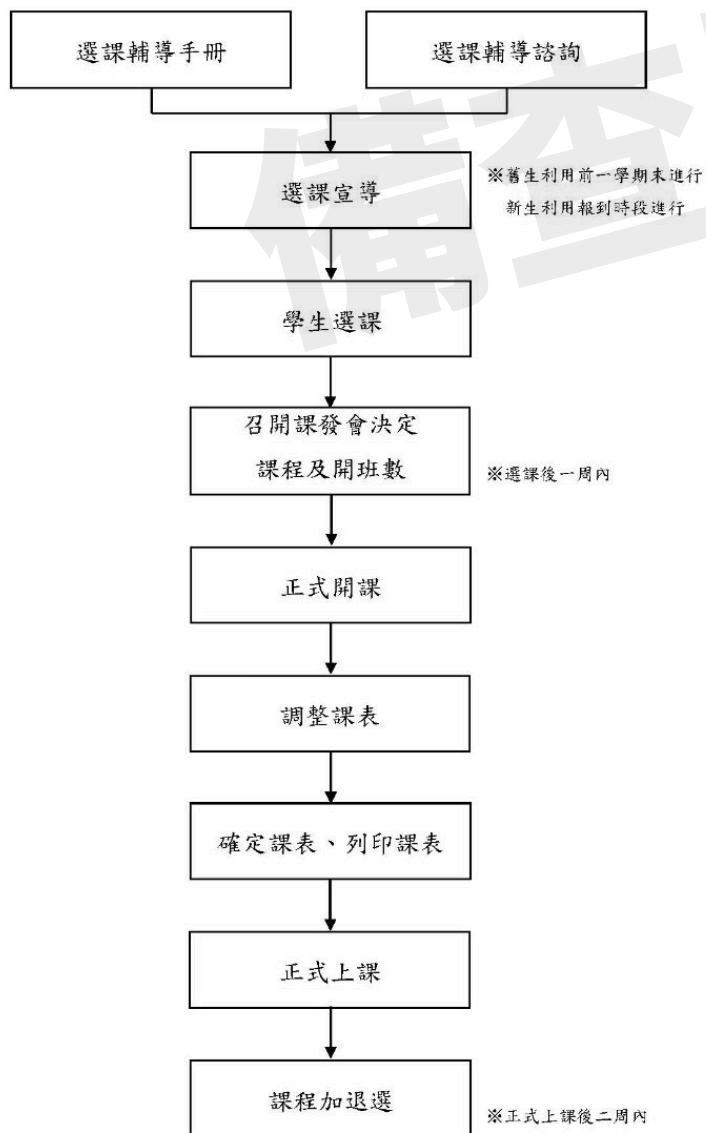 選課輔導手冊
選課輔導諮詢
選課宣導
※舊生利用前一學期末進行
新生利用報到時段進行
備查
學生選課
召開課發會決定
課程及開班數
※選課後一周內
正式開課
調整課表
確定課表、列印課表
正式上課
課程加退選
※正式上課後二周內